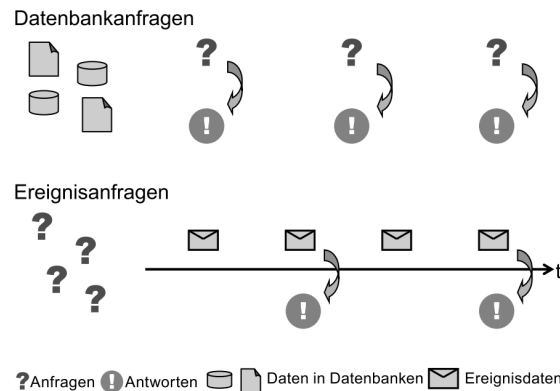 Datenbankanfragen
? ? ?
! ! !
Ereignisanfragen
? ? ? ?
t
! !
? Anfragen ! Antworten Daten in Datenbanken Ereignisdaten